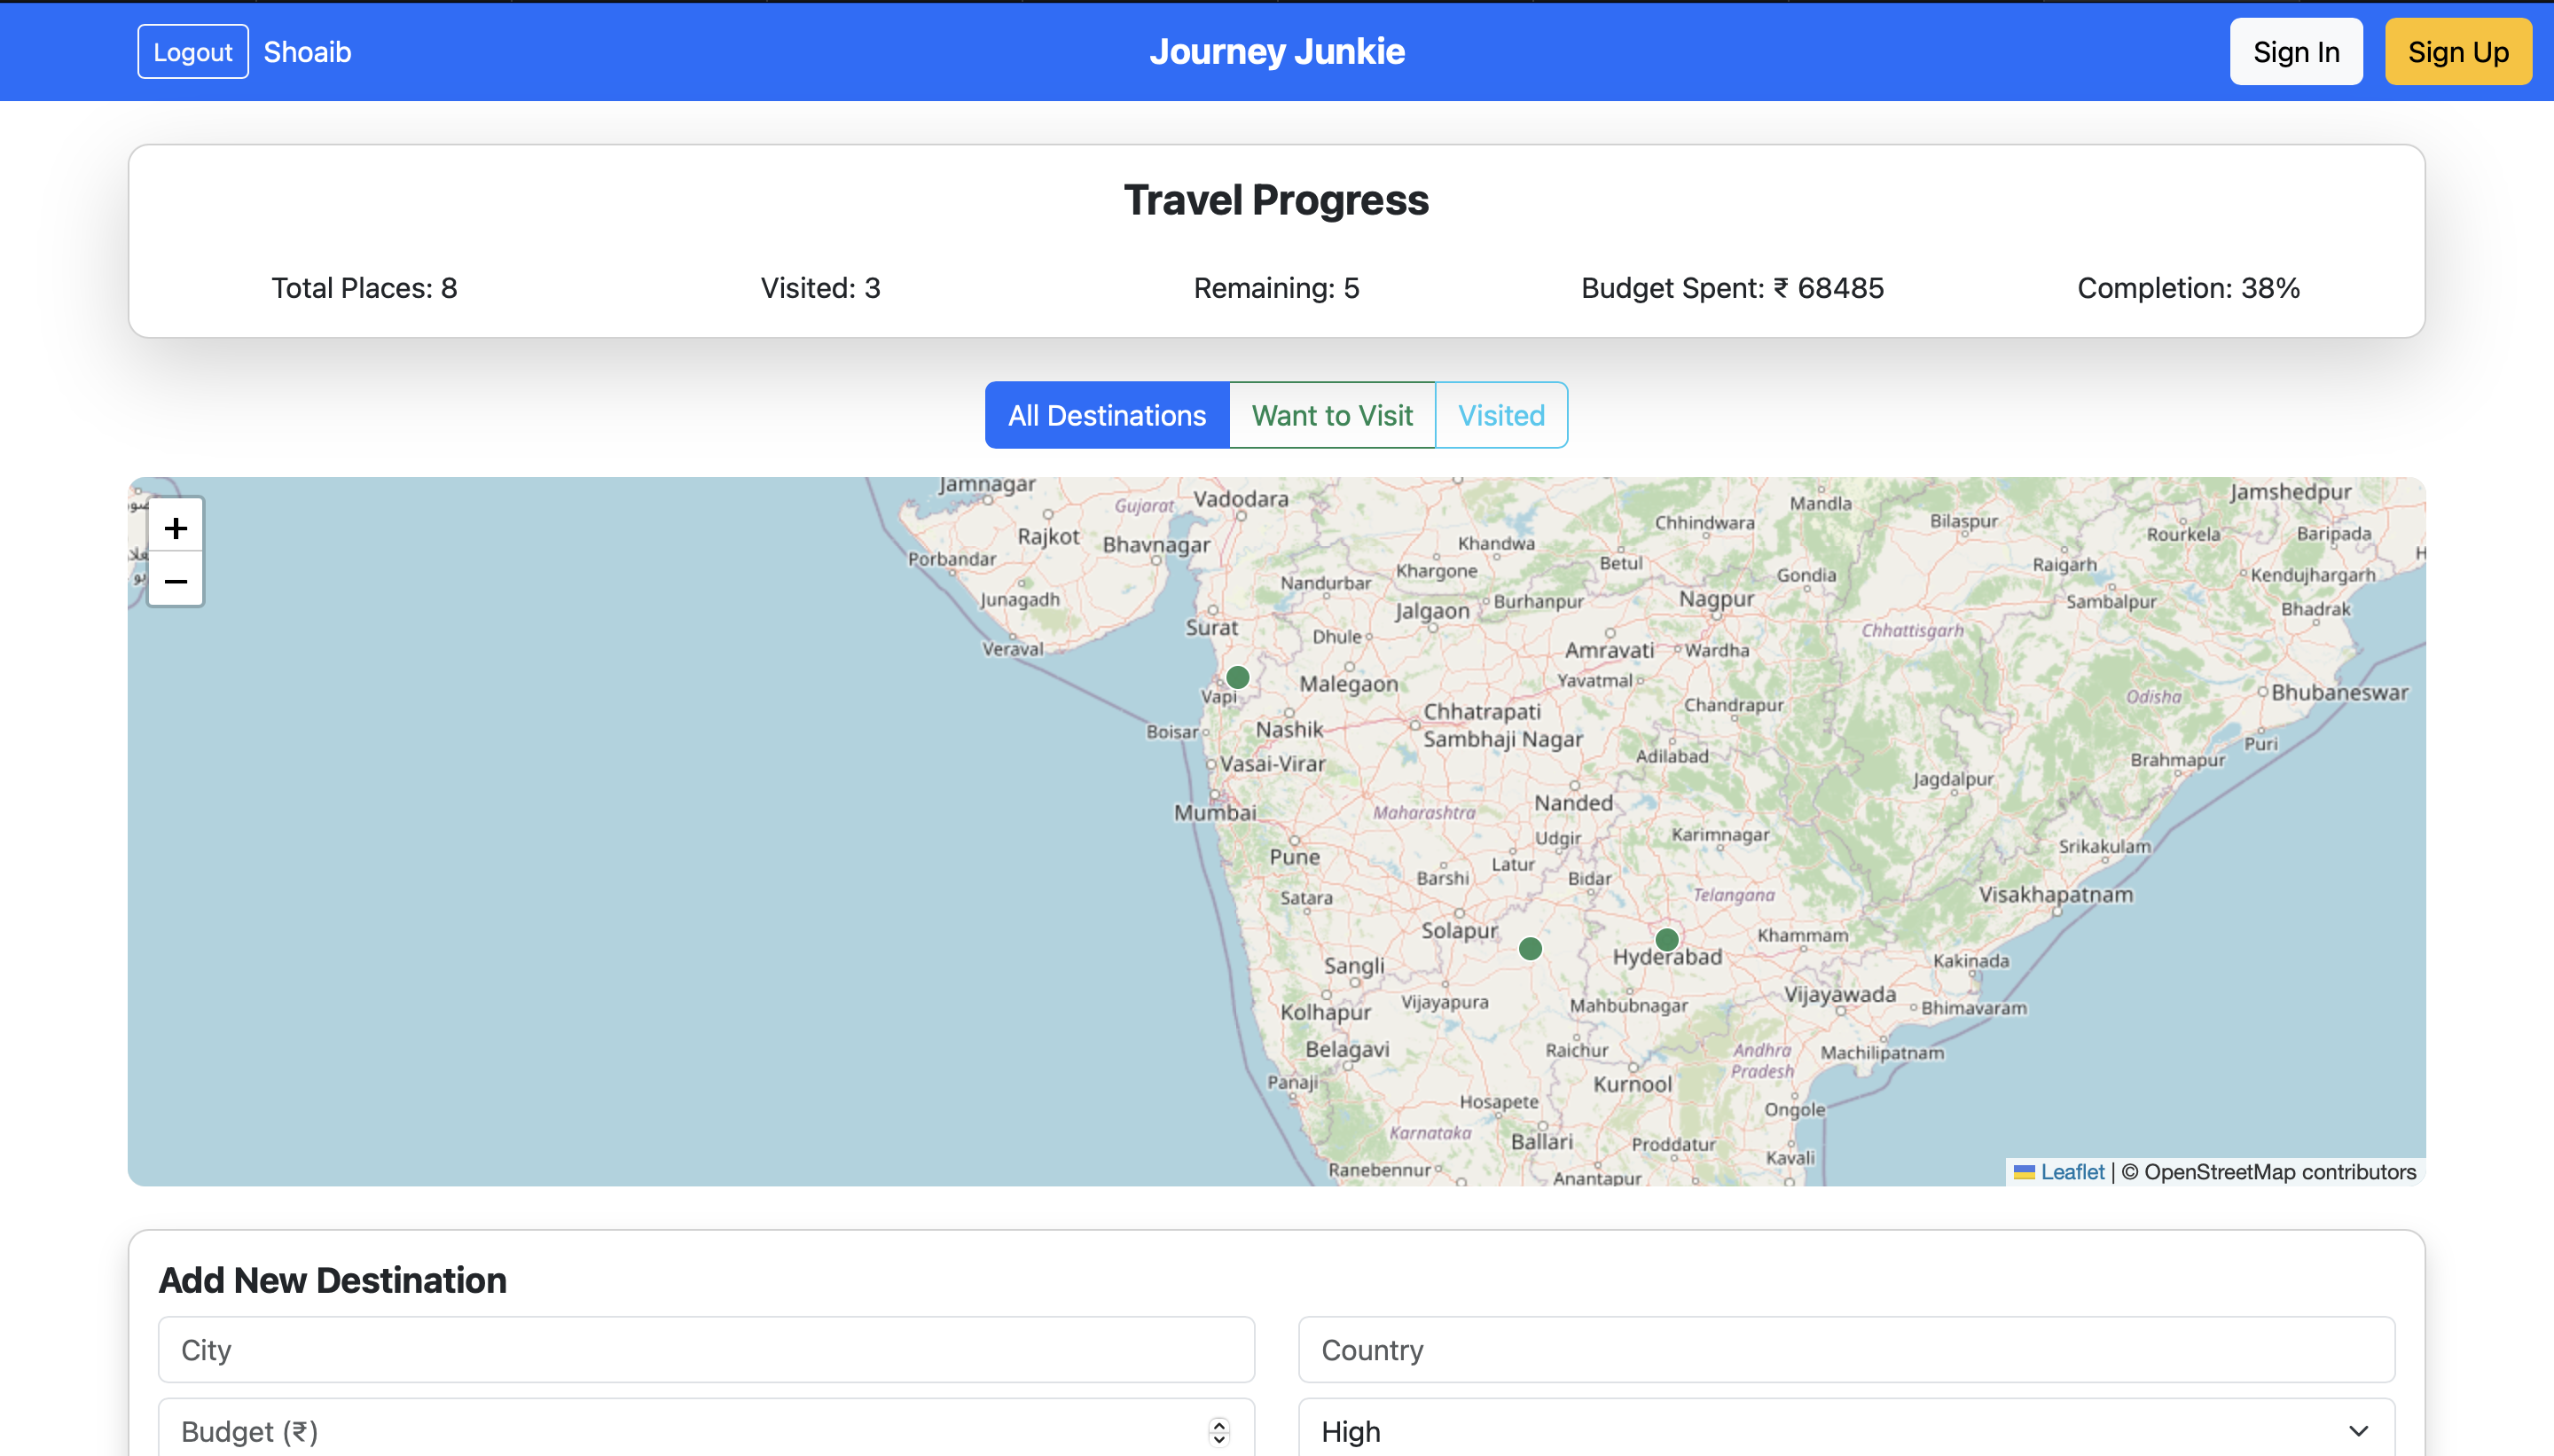 Logout Shoaib
Journey Junkie
Sign In
Sign Up
Travel Progress
Total Places: 8
Visited: 3
Remaining: 5
Budget Spent: ₹ 68485
Completion: 38%
All Destinations
Want to Visit
Visited
+
−
Jamnagar
Gujarat
Vadodara
Rajkot
Bhavnagar
Porbandar
Junagadh
Veraval
Surat
Vapi
Boisar
Nashik
Vasai-Virar
Mumbai
Pune
Satara
Sangli
Kolhapur
Belagavi
Panaji
Nandurbar
Dhule
Malegaon
Khandwa
Khargone
Jalgaon
Burhanpur
Chhatrapati
Sambhaji Nagar
Maharashtra
Barshi
Latur
Udgir
Nanded
Solapur
Vijayapura
Bidar
Betul
Chhindwara
Mandla
Nagpur
Gondia
Amravati
Wardha
Yavatmal
Chandrapur
Adilabad
Karimnagar
Telangana
Hyderabad
Khammam
Mahbubnagar
Raichur
Kurnool
Hosapete
Karnataka
Ballari
Proddatur
Ranebennur
Anantapur
Bilaspur
Raigarh
Chhattisgarh
Jagdalpur
Jamshedpur
Rourkela
Baripada
Kendujhargarh
Sambalpur
Bhadrak
Odisha
Bhubaneswar
Puri
Brahmapur
Srikakulam
Visakhapatnam
Kakinada
Vijayawada
Bhimavaram
Andhra
Pradesh
Machilipatnam
Ongole
Kavali
Leaflet | © OpenStreetMap contributors
Add New Destination
City
Country
Budget (₹)
High